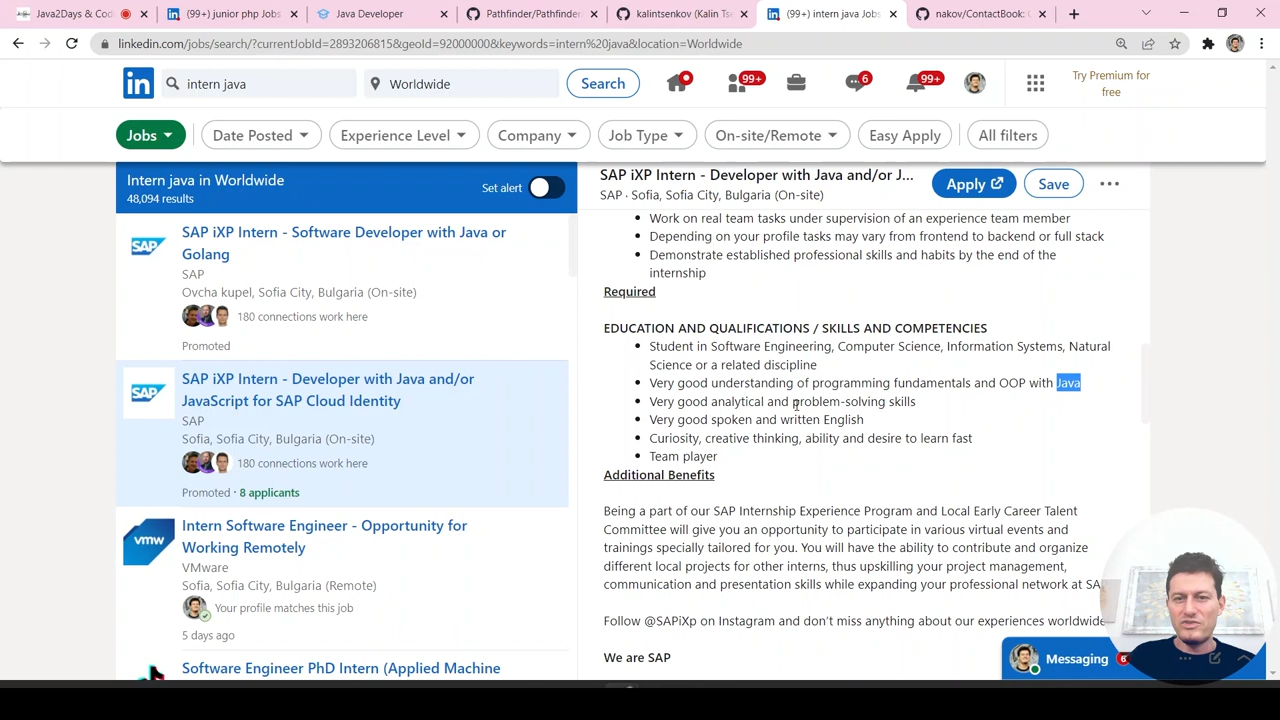 Java2Days & Cod
(99+) junior php Jobs
Java Developer
Pathfinder/Pathfinder
kalintsenkov (Kalin Tse
(99+) intern java Jobs
nakov/ContactBook: C
linkedin.com/jobs/search/?currentJobId=2893206815&geoId=92000000&keywords=intern%20java&location=Worldwide
in
intern java
Worldwide
Search
99+
6
99+
Try Premium for
free
Jobs
Date Posted
Experience Level
Company
Job Type
On-site/Remote
Easy Apply
All filters
Intern java in Worldwide
48,094 results
Set alert
SAP
SAP iXP Intern - Software Developer with Java or
Golang
SAP
Ovcha kupel, Sofia City, Bulgaria (On-site)
180 connections work here
Promoted
SAP
SAP iXP Intern - Developer with Java and/or
JavaScript for SAP Cloud Identity
SAP
Sofia, Sofia City, Bulgaria (On-site)
180 connections work here
Promoted · 8 applicants
vmw
Intern Software Engineer - Opportunity for
Working Remotely
VMware
Sofia, Sofia City, Bulgaria (Remote)
Your profile matches this job
5 days ago
Software Engineer PhD Intern (Applied Machine
SAP iXP Intern - Developer with Java and/or J...
SAP · Sofia, Sofia City, Bulgaria (On-site)
Apply
Save
Work on real team tasks under supervision of an experience team member
Depending on your profile tasks may vary from frontend to backend or full stack
Demonstrate established professional skills and habits by the end of the
internship
Required
EDUCATION AND QUALIFICATIONS / SKILLS AND COMPETENCIES
Student in Software Engineering, Computer Science, Information Systems, Natural
Science or a related discipline
Very good understanding of programming fundamentals and OOP with Java
Very good analytical and problem-solving skills
Very good spoken and written English
Curiosity, creative thinking, ability and desire to learn fast
Team player
Additional Benefits
Being a part of our SAP Internship Experience Program and Local Early Career Talent
Committee will give you an opportunity to participate in various virtual events and
trainings specially tailored for you. You will have the ability to contribute and organize
different local projects for other interns, thus upskilling your project management,
communication and presentation skills while expanding your professional network at SA
Follow @SAPiXp on Instagram and don't miss anything about our experiences worldwide
We are SAP
Messaging